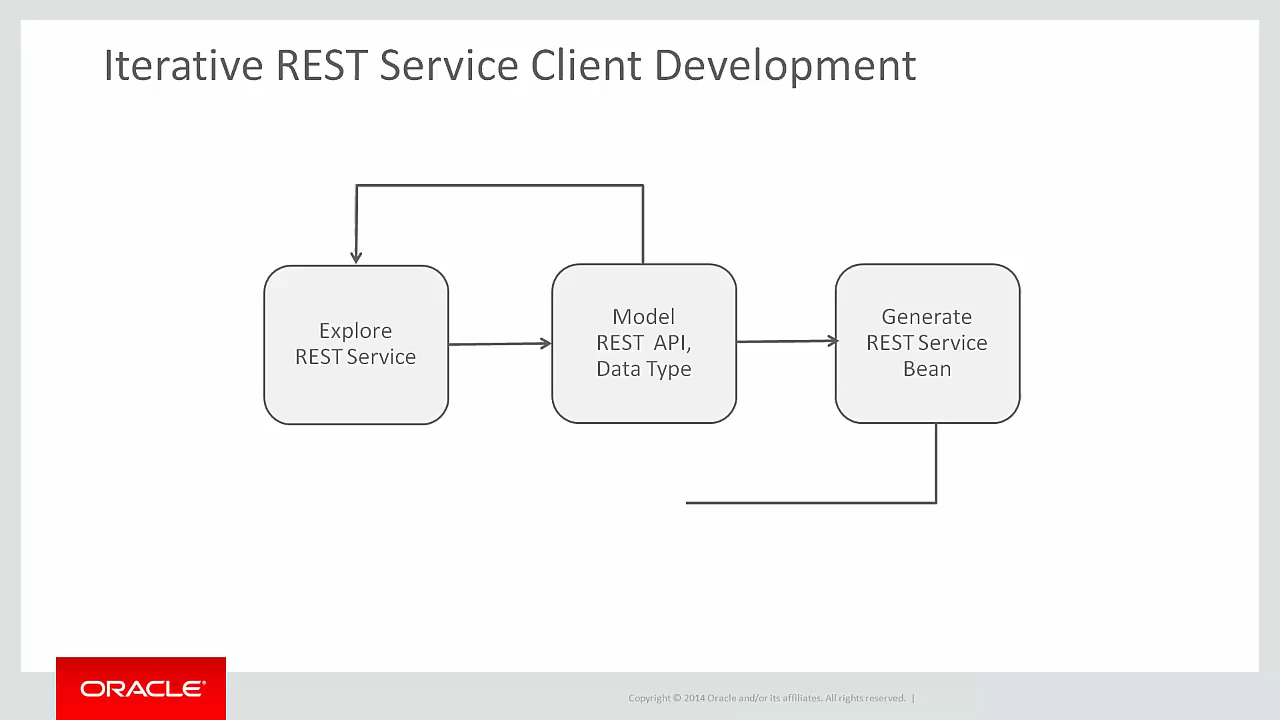 Iterative REST Service Client Development
Explore
REST Service
Model
REST API,
Data Type
Generate
REST Service
Bean
ORACLE®
Copyright © 2014 Oracle and/or its affiliates. All rights reserved. |